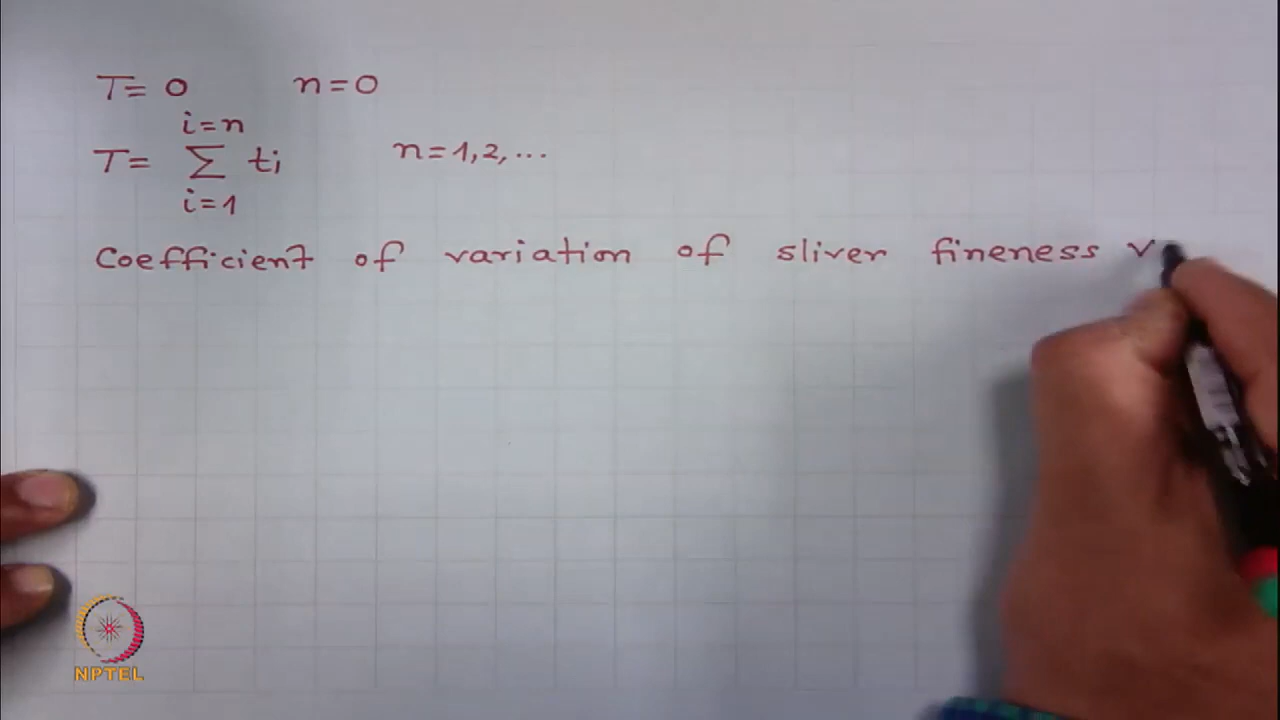 T= 0 n=0
i=n
T= Σ ti n=1,2,...
i=1
Coefficient of variation of sliver fineness v
NPTEL